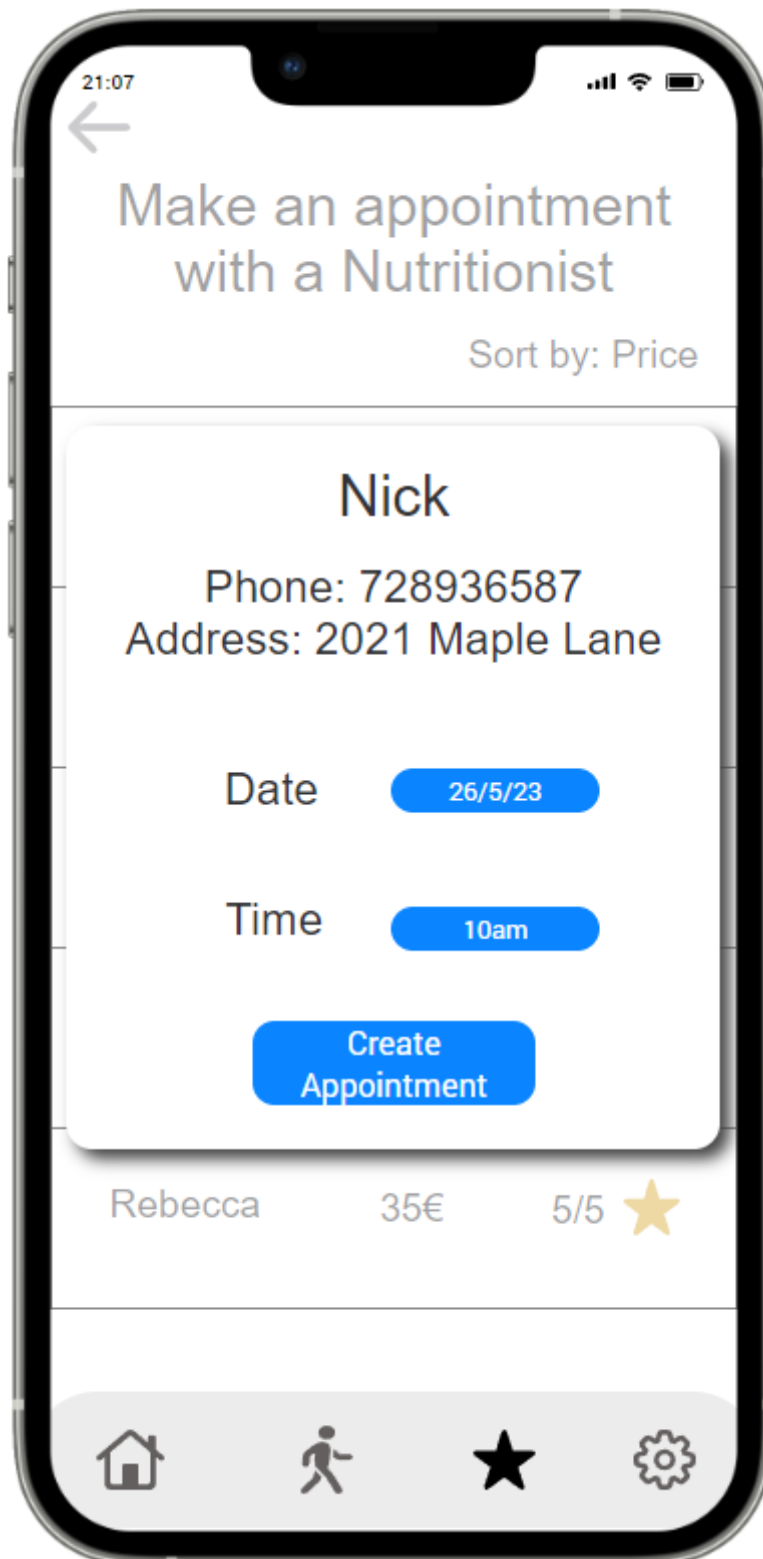 21:07
Make an appointment
with a Nutritionist
Sort by: Price
Nick
Phone: 728936587
Address: 2021 Maple Lane
Date 26/5/23
Time 10am
Create
Appointment
Rebecca 35€ 5/5